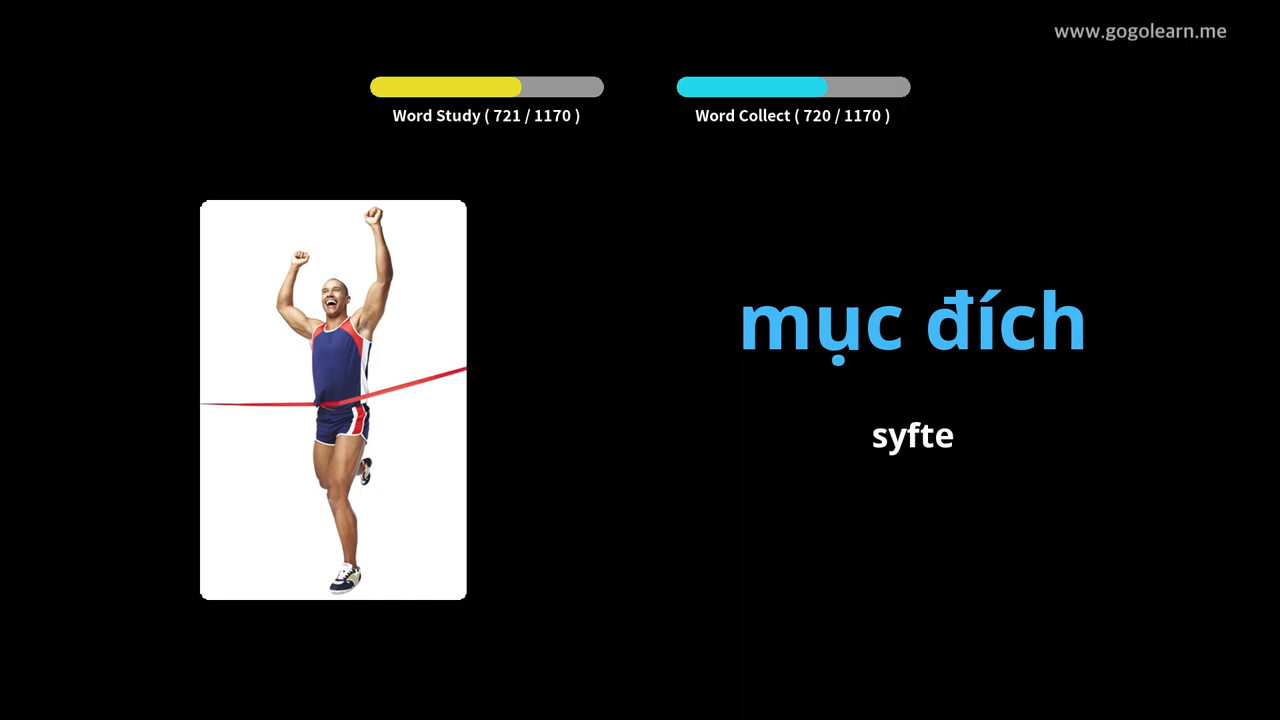 www.gogolearn.me
Word Study ( 721 / 1170 )
Word Collect ( 720 / 1170 )
mục đích
syfte